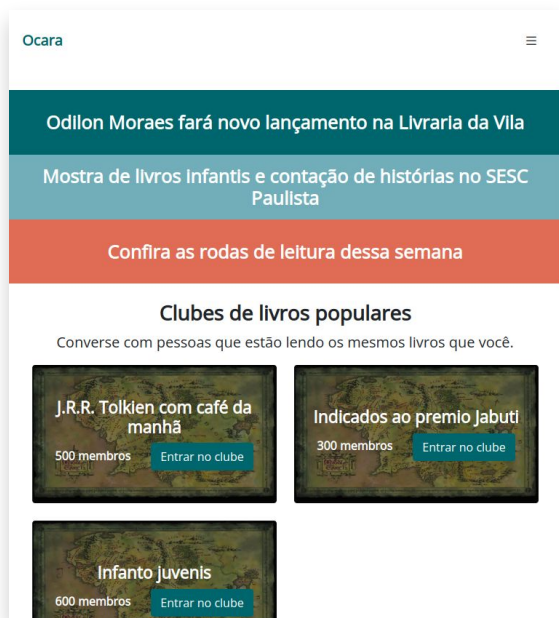 Ocara
Odilon Moraes fará novo lançamento na Livraria da Vila
Mostra de livros infantis e contação de histórias no SESC
Paulista
Confira as rodas de leitura dessa semana
Clubes de livros populares
Converse com pessoas que estão lendo os mesmos livros que você.
J.R.R. Tolkien com café da
manhã
500 membros Entrar no clube
Indicados ao premio Jabuti
300 membros Entrar no clube
Infanto juvenis
600 membros Entrar no clube